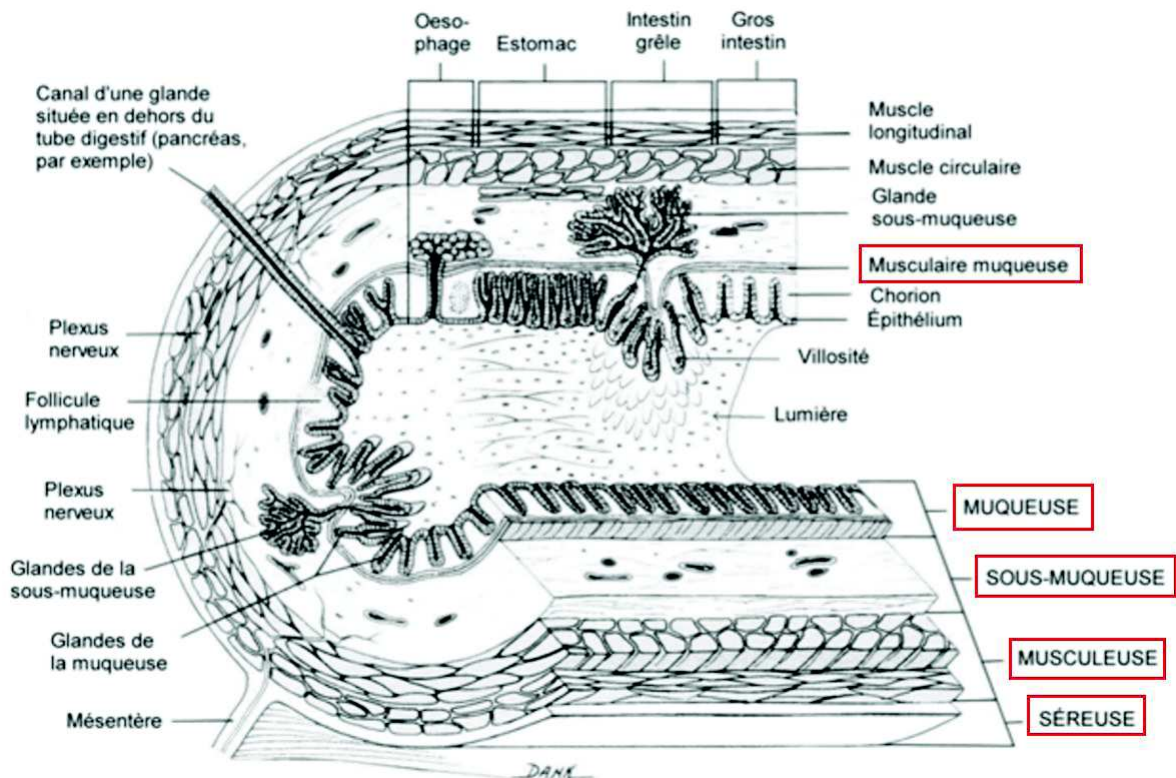 Oeso-
phage
Estomac
Intestin
grêle
Gros
intestin
Canal d'une glande
située en dehors du
tube digestif (pancréas,
par exemple)
Muscle
longitudinal
Muscle circulaire
Glande
sous-muqueuse
Musculaire muqueuse
Chorion
Épithélium
Villosité
Lumière
Plexus
nerveux
Follicule
lymphatique
Plexus
nerveux
Glandes de la
sous-muqueuse
Glandes de
la muqueuse
Mésentère
MUQUEUSE
SOUS-MUQUEUSE
MUSCULEUSE
SÉREUSE
DANK